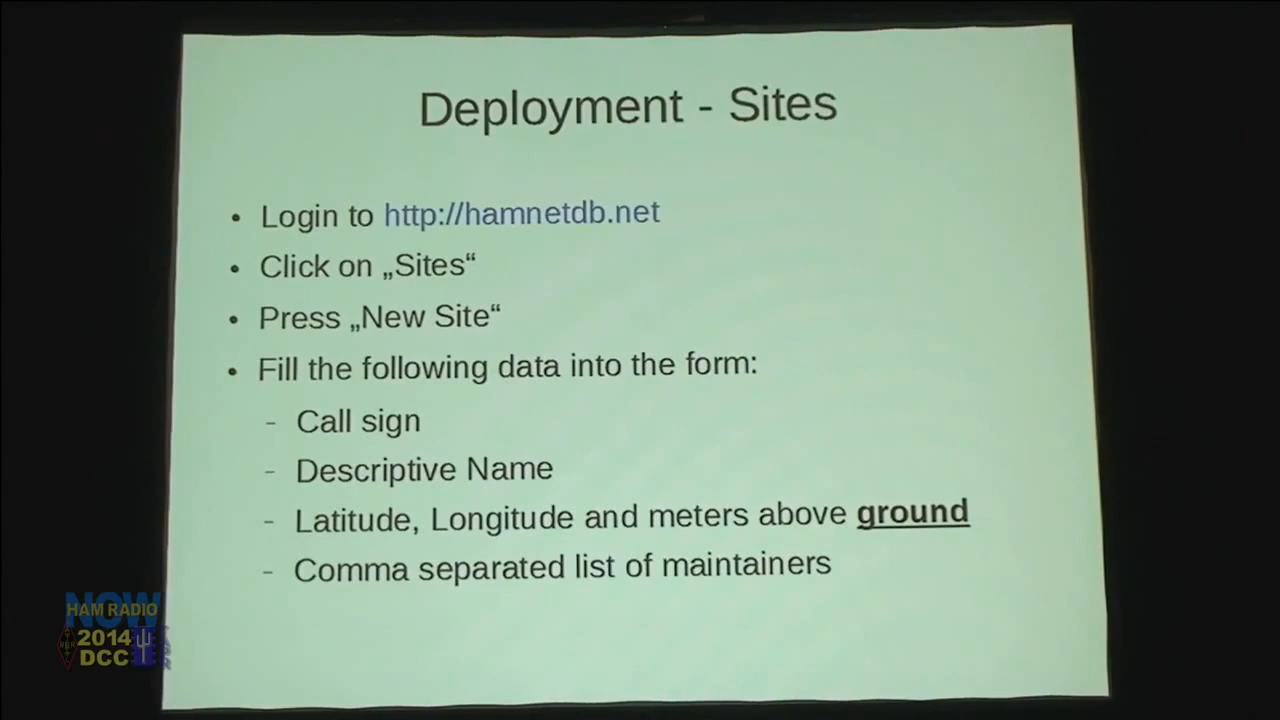 Deployment - Sites
• Login to http://hamnetdb.net
• Click on „Sites“
• Press „New Site“
• Fill the following data into the form:
- Call sign
- Descriptive Name
- Latitude, Longitude and meters above ground
- Comma separated list of maintainers
NOW
HAM RADIO
2014
DCC